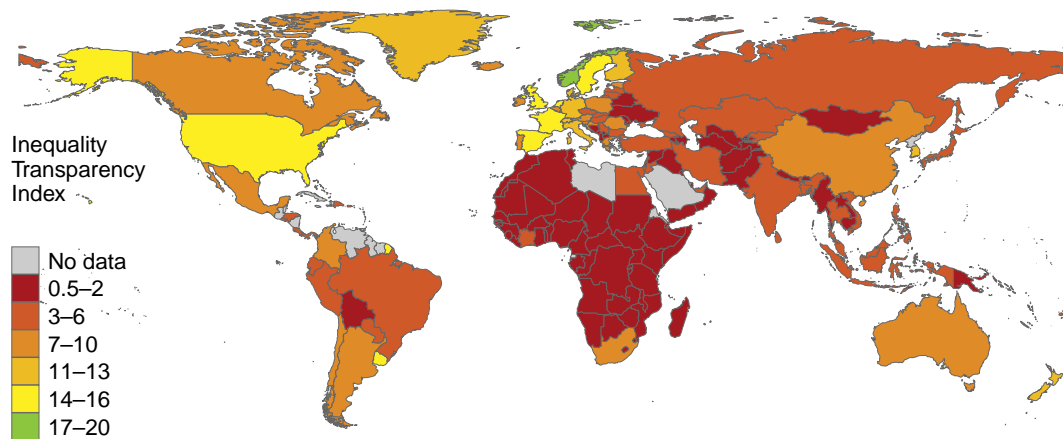 Inequality
Transparency
Index
No data
0.5–2
3–6
7–10
11–13
14–16
17–20